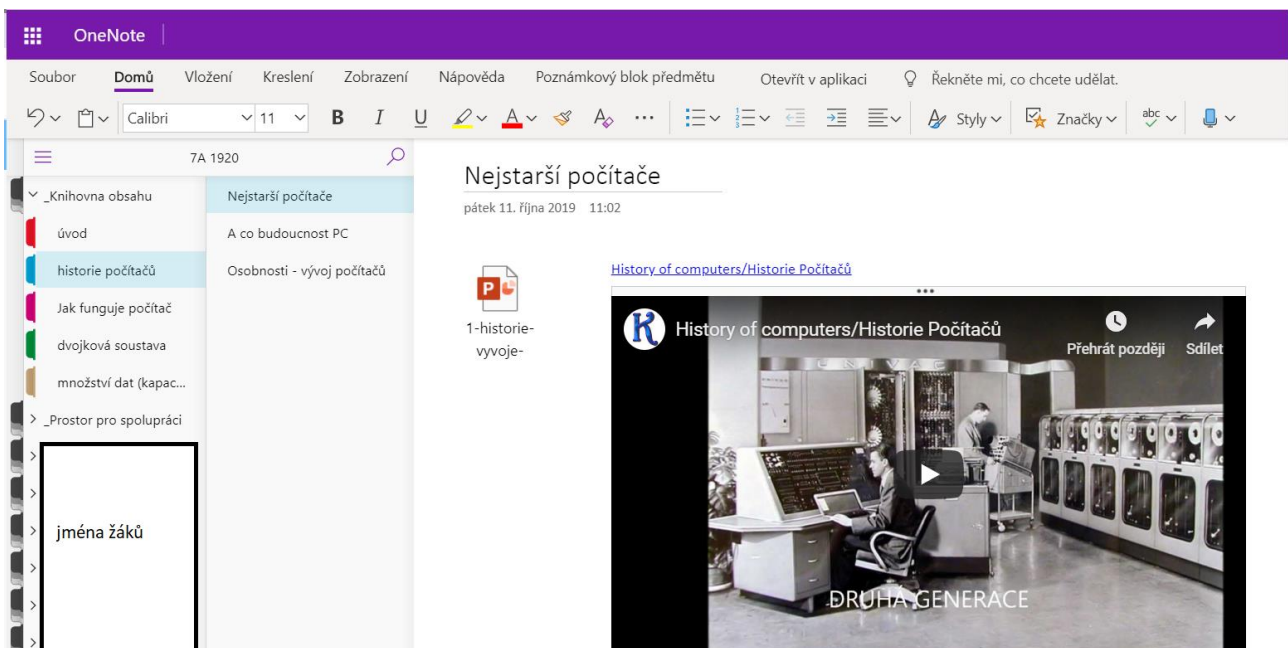 OneNote
Soubor Domů Vložení Kreslení Zobrazení Nápověda Poznámkový blok předmětu Otevřít v aplikaci Řekněte mi, co chcete udělat.
Calibri 11 B I U A A Styly Značky abc
7A 1920
_Knihovna obsahu
úvod
historie počítačů
Jak funguje počítač
dvojková soustava
množství dat (kapac...
_Prostor pro spolupráci
jména žáků
Nejstarší počítače
A co budoucnost PC
Osobnosti - vývoj počítačů
Nejstarší počítače
pátek 11. října 2019 11:02
1-historie-
vyvoje-
History of computers/Historie Počítačů
K History of computers/Historie Počítačů
Přehrát později Sdílet
DRUHÁ GENERACE